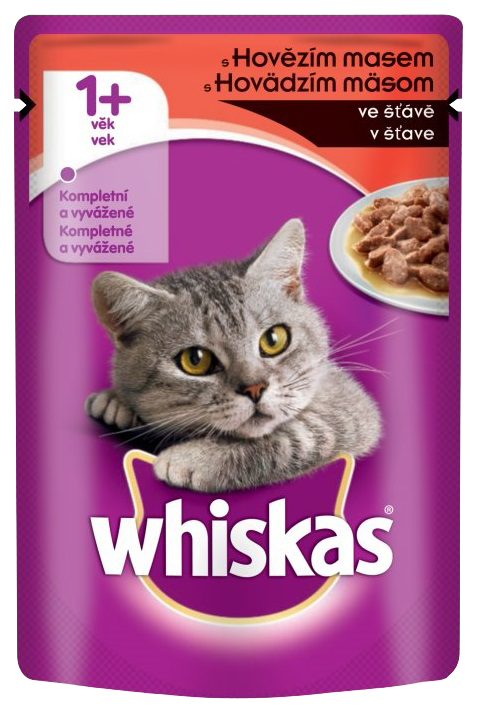 s Hovězím masem
s Hovädzím mäsom
ve šťávě
v šťave
1+
věk
vek
Kompletní
a vyvážené
Kompletné
a vyvážené
whiskas®